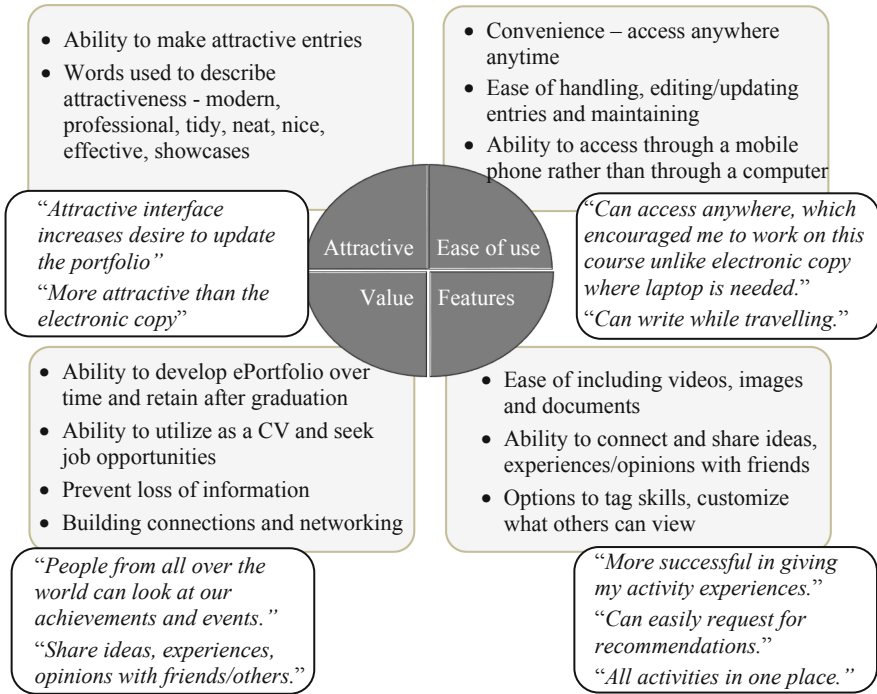 • Ability to make attractive entries
• Words used to describe
attractiveness - modern,
professional, tidy, neat, nice,
effective, showcases
• Convenience – access anywhere
anytime
• Ease of handling, editing/updating
entries and maintaining
• Ability to access through a mobile
phone rather than through a computer
“Attractive interface
increases desire to update
the portfolio”
“More attractive than the
electronic copy”
Attractive
Ease of use
Value
Features
“Can access anywhere, which
encouraged me to work on this
course unlike electronic copy
where laptop is needed.”
“Can write while travelling.”
• Ability to develop ePortfolio over
time and retain after graduation
• Ability to utilize as a CV and seek
job opportunities
• Prevent loss of information
• Building connections and networking
• Ease of including videos, images
and documents
• Ability to connect and share ideas,
experiences/opinions with friends
• Options to tag skills, customize
what others can view
“People from all over the
world can look at our
achievements and events.”
“Share ideas, experiences,
opinions with friends/others.”
“More successful in giving
my activity experiences.”
“Can easily request for
recommendations.”
“All activities in one place.”